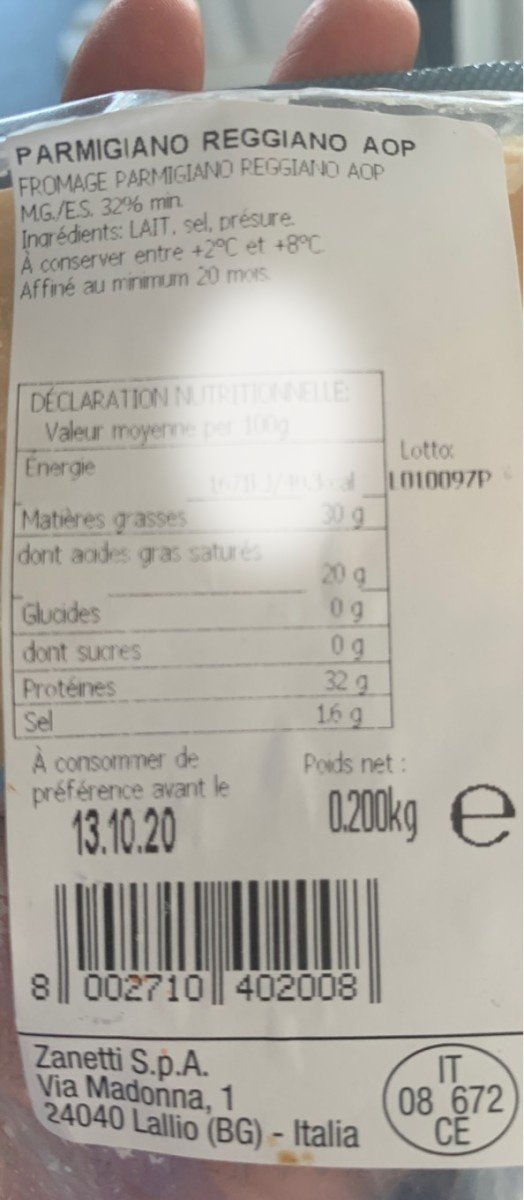 PARMIGIANO REGGIANO AOP
FROMAGE PARMIGIANO REGGIANO AOP
M.G./E.S. 32% min.
Ingrédients: LAIT, sel, présure.
À conserver entre +2°C et +8°C
Affiné au minimum 20 mois.
DÉCLARATION NUTRITIONNELLE:
Valeur moyenne per 100g
Énergie
Matières grasses 30 g
dont acides gras saturés
20 g
Glucides 0 g
dont sucres 0 g
Protéines 32 g
Sel 1.6 g
Lotto:
L010097P
À consommer de
préférence avant le
13.10.20
Poids net :
0.200kg e
8 002710 402008
Zanetti S.p.A.
Via Madonna, 1
24040 Lallio (BG) - Italia
IT
08 672
CE